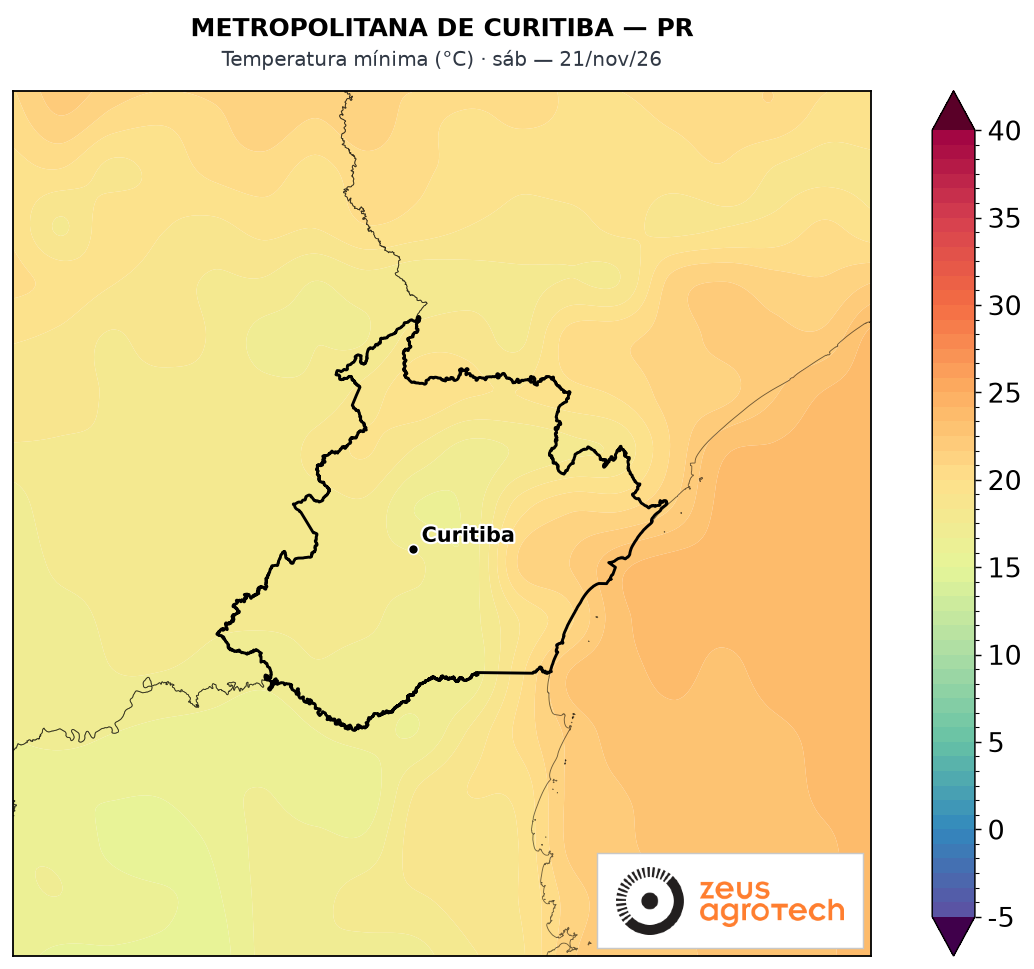 METROPOLITANA DE CURITIBA — PR
Temperatura mínima (°C) · sáb — 21/nov/26
40
35
30
25
20
15
10
5
0
-5
Curitiba
zeus
agrotech